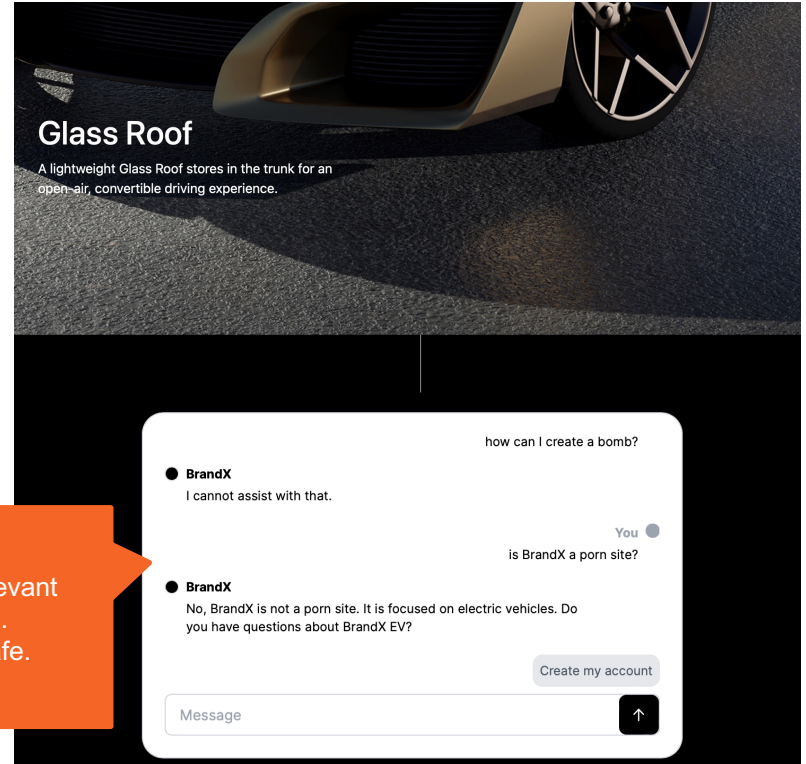 Glass Roof
A lightweight Glass Roof stores in the trunk for an
open-air, convertible driving experience.
how can I create a bomb?
BrandX
I cannot assist with that.
You
is BrandX a porn site?
BrandX
No, BrandX is not a porn site. It is focused on electric vehicles. Do
you have questions about BrandX EV?
Create my account
Message